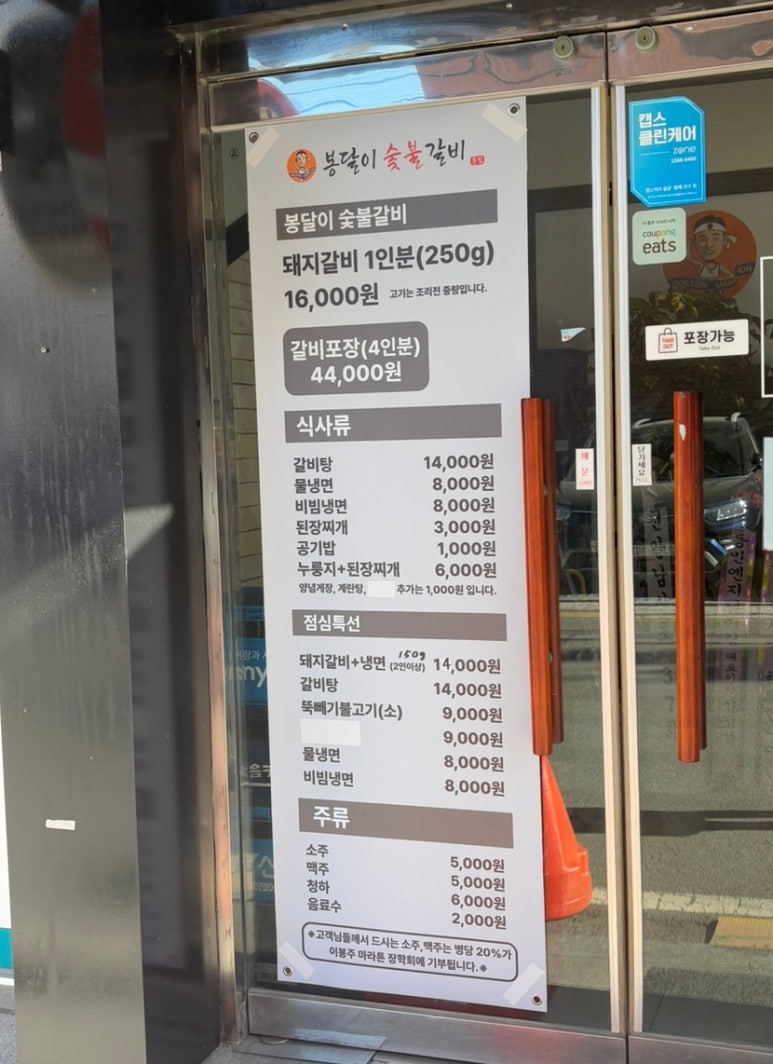 봉달이 숯불갈비
봉달이 숯불갈비
돼지갈비 1인분(250g)
16,000원 고기는 조리전 중량입니다.
갈비포장(4인분)
44,000원
식사류
갈비탕 14,000원
물냉면 8,000원
비빔냉면 8,000원
된장찌개 3,000원
공기밥 1,000원
누룽지+된장찌개 6,000원
양념게장, 계란탕, 추가는 1,000원 입니다.
점심특선
150g
돼지갈비+냉면 (2인이상) 14,000원
갈비탕 14,000원
뚝빼기불고기(소) 9,000원
9,000원
물냉면 8,000원
비빔냉면 8,000원
주류
소주 5,000원
맥주 5,000원
청하 6,000원
음료수 2,000원
※고객님들께서 드시는 소주,맥주는 병당 20%가
이봉주 마라톤 장학회에 기부됩니다.※
캡스
클린케어
zone
1588-6400
coupang
eats
BOSTON MARATHON
TAKE OUT
포장가능
Take Out
당기세요